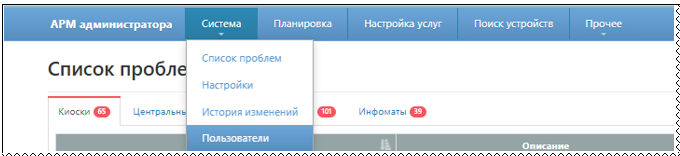 АРМ администратора Система Планировка Настройка услуг Поиск устройств Прочее
Список пробле
Список проблем
Настройки
Киоски 65 Центральнь История изменений 101 Инфоматы 39
Пользователи
Описание